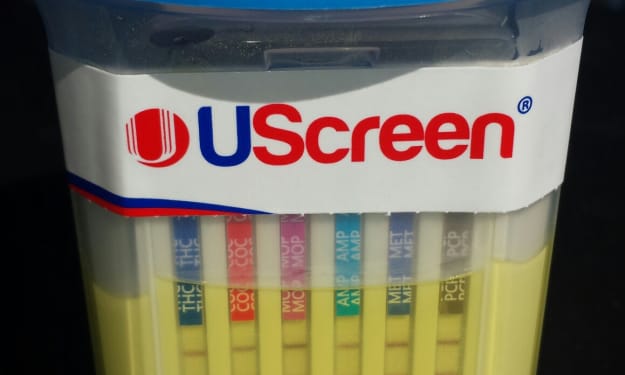 UScreen®
THC THC
COC COC
MOP MOP
AMP AMP
MET MET
PCP PCP